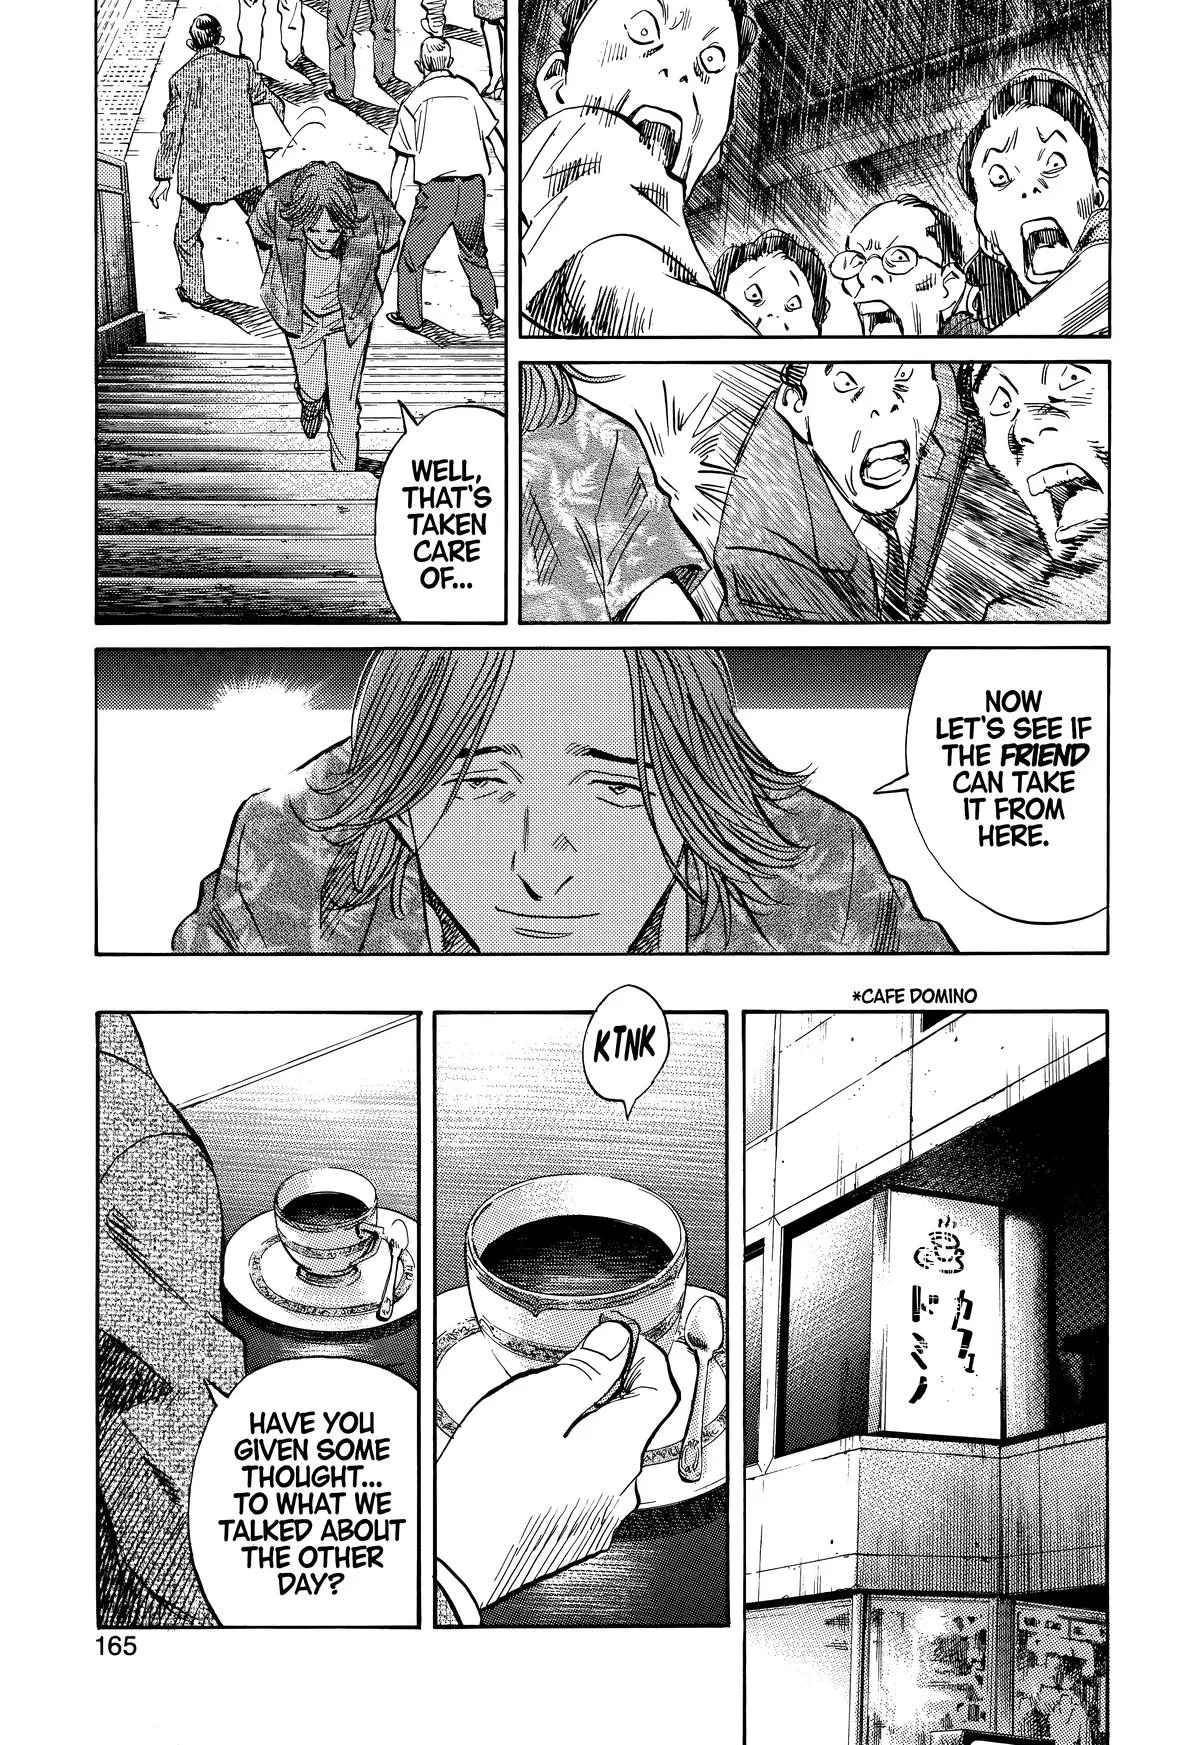 WELL,
THAT'S
TAKEN
CARE
OF...
NOW
LET'S SEE IF
THE FRIEND
CAN TAKE
IT FROM
HERE.
*CAFE DOMINO
カフェ
ドミノ
KTNK
HAVE YOU
GIVEN SOME
THOUGHT...
TO WHAT WE
TALKED ABOUT
THE OTHER
DAY?
165